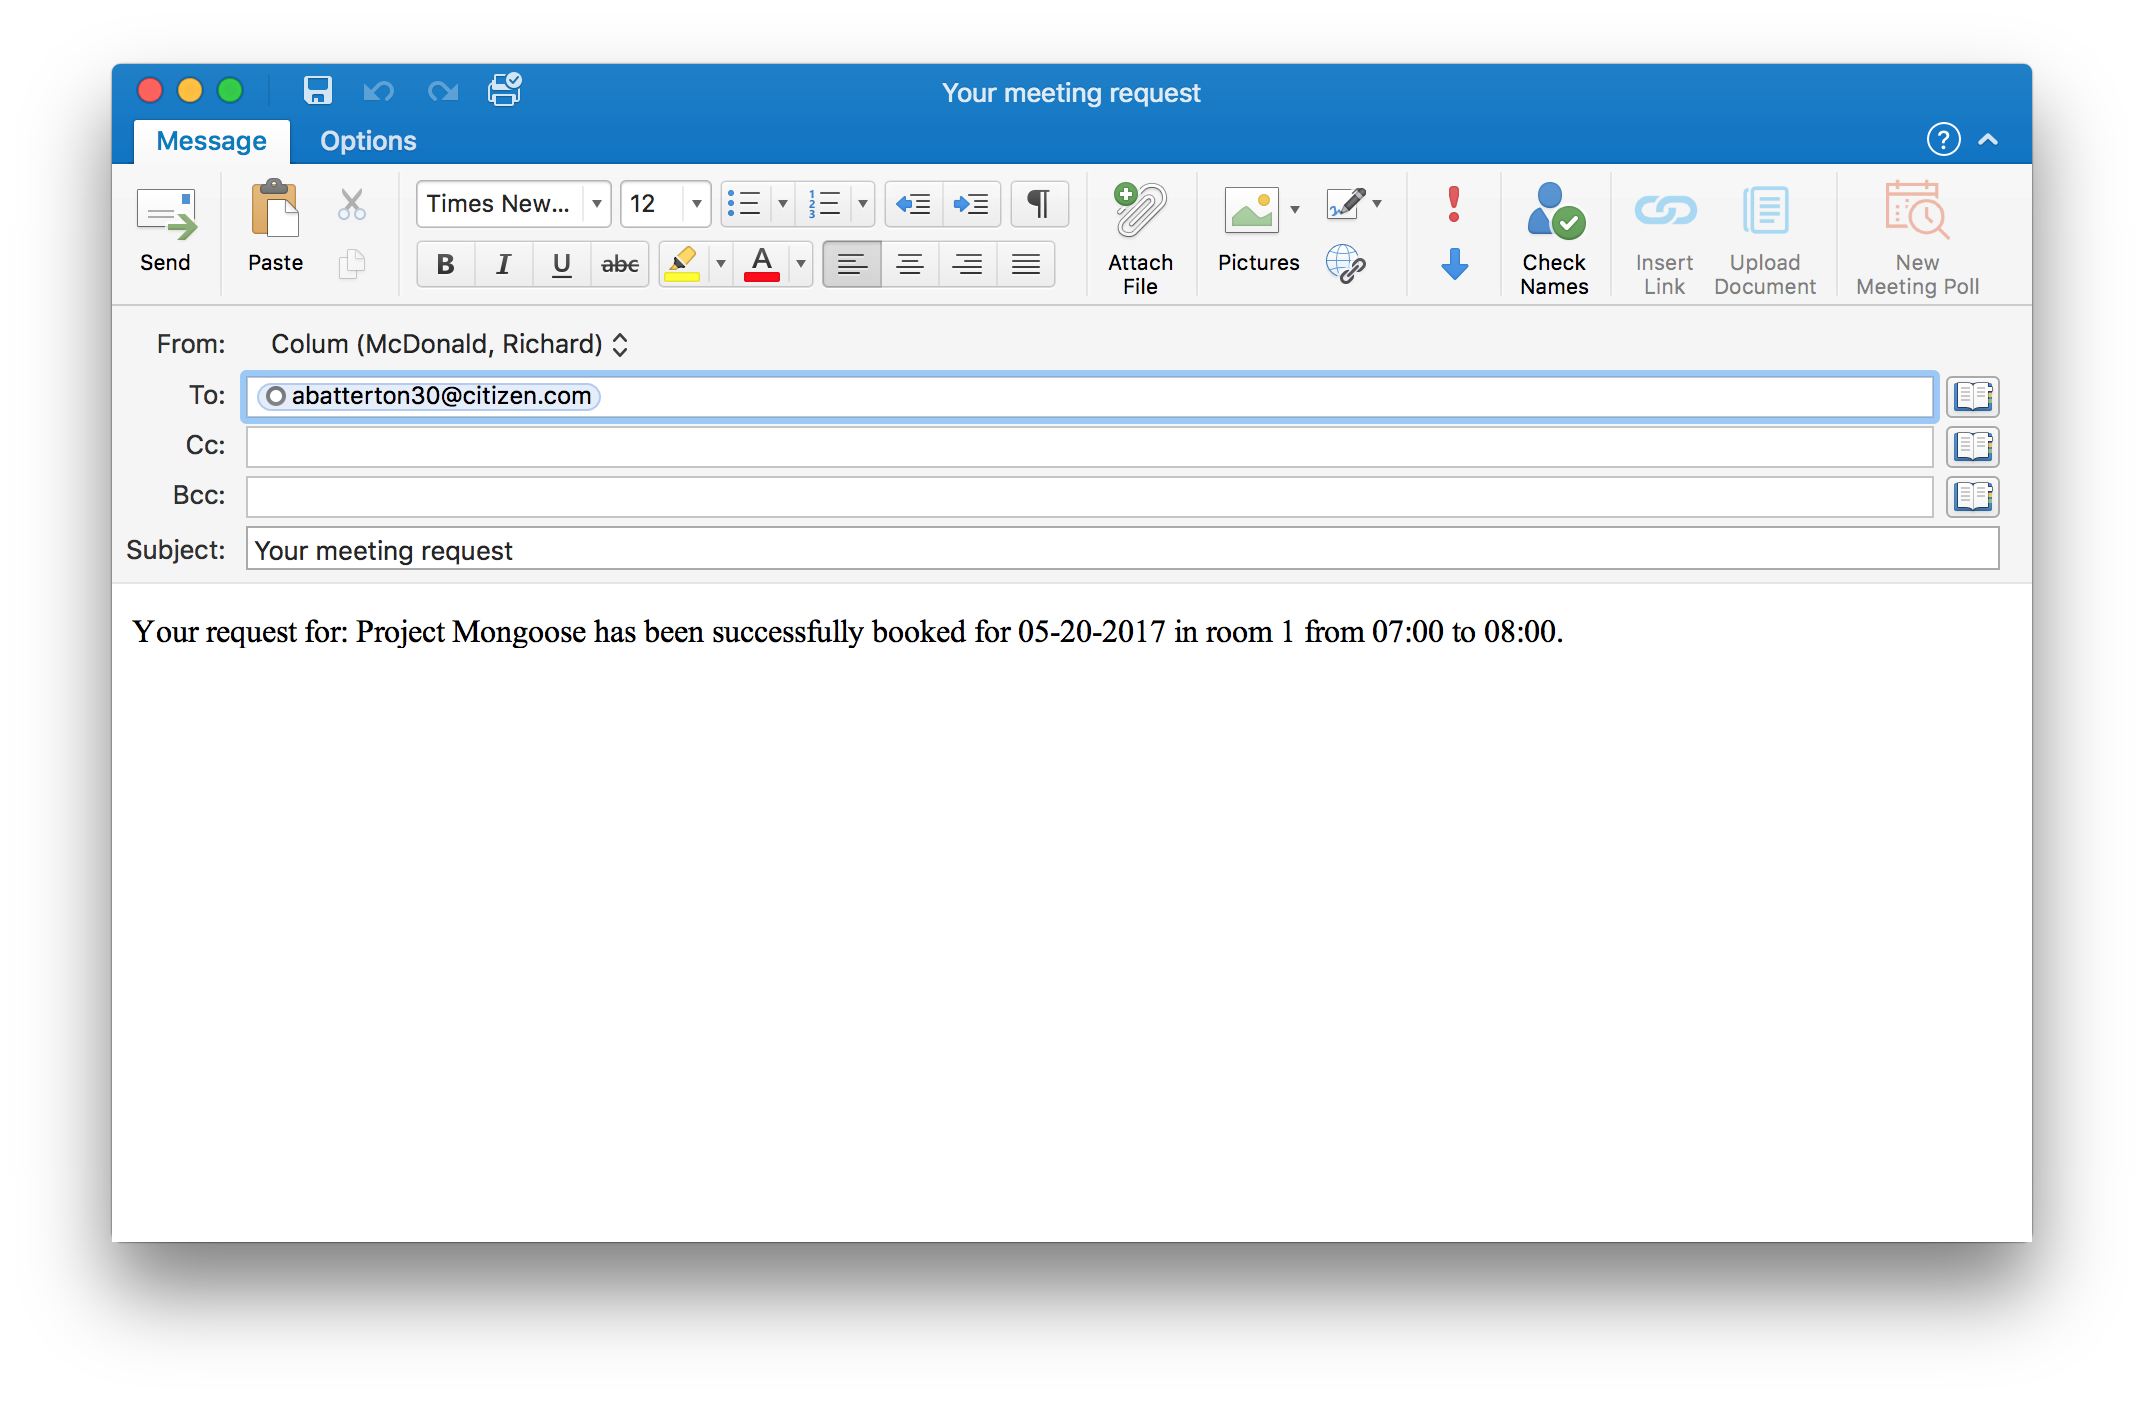 Your meeting request
Message Options ?
Times New... 12 ¶
B I U abc A
Send Paste Attach File Pictures Check Names Insert Link Upload Document New Meeting Poll
From: Colum (McDonald, Richard)
To: abatterton30@citizen.com
Cc:
Bcc:
Subject: Your meeting request
Your request for: Project Mongoose has been successfully booked for 05-20-2017 in room 1 from 07:00 to 08:00.